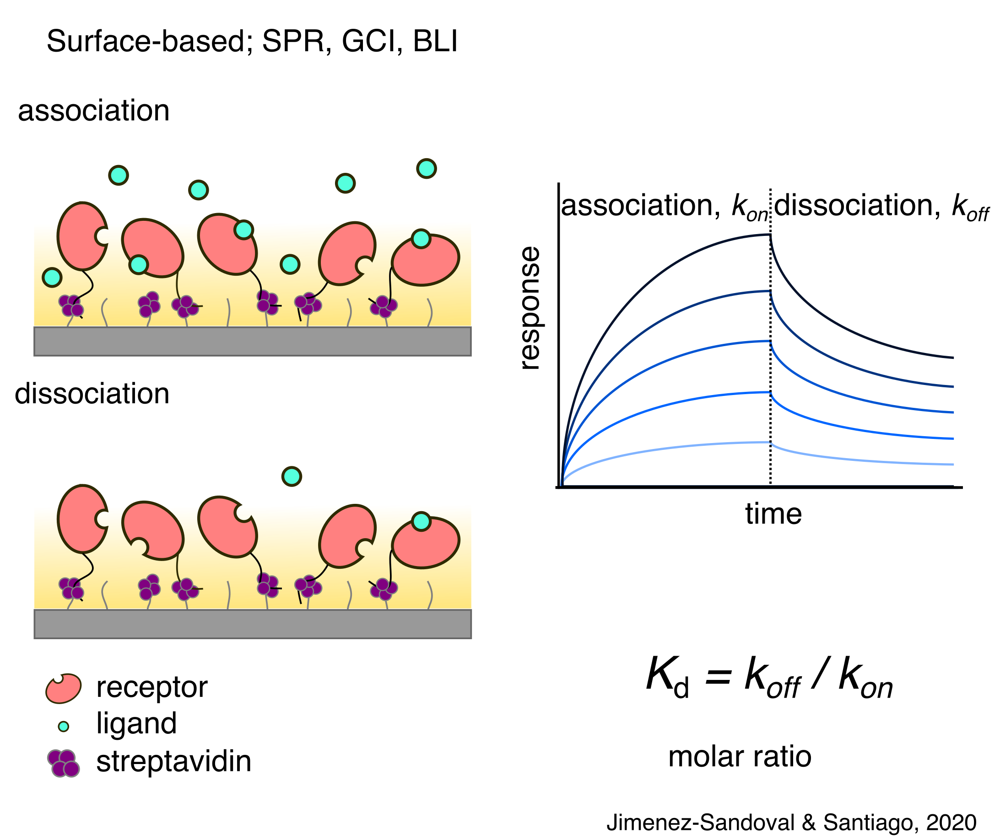 Surface-based; SPR, GCI, BLI
association
dissociation
receptor
ligand
streptavidin
association, kon
dissociation, koff
response
time
Kd = koff / kon
molar ratio
Jimenez-Sandoval & Santiago, 2020